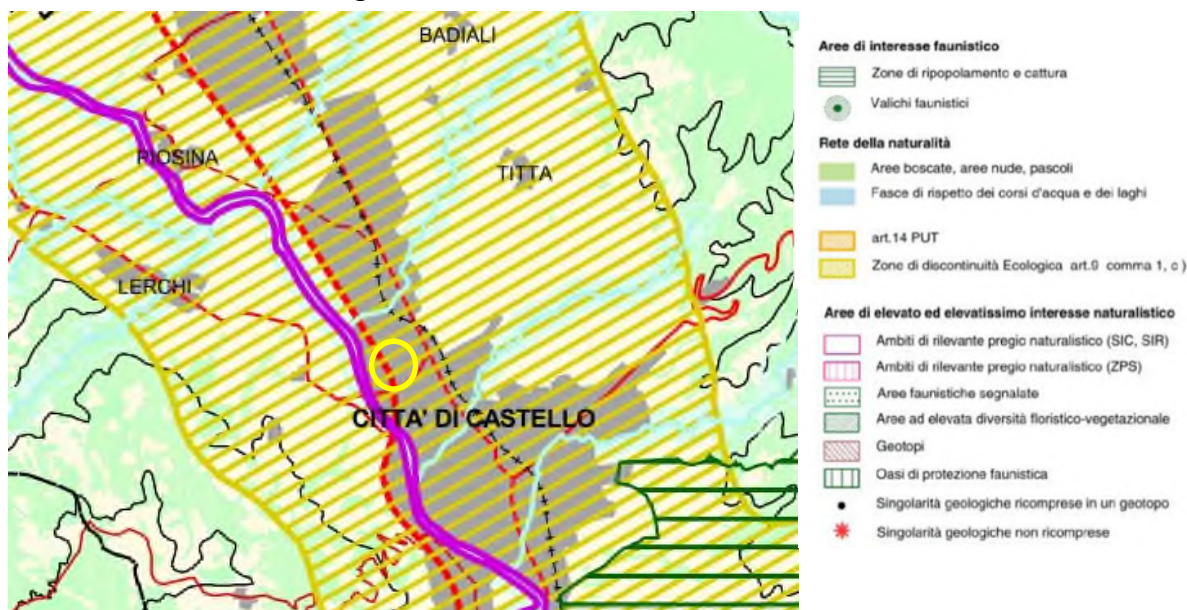 BADIALI
RIOSINA
TITTA
LERCHI
CITTA' DI CASTELLO
Aree di interesse faunistico
Zone di ripopolamento e cattura
Valichi faunistici
Rete della naturalità
Aree boscate, aree nude, pascoli
Fasce di rispetto dei corsi d'acqua e dei laghi
art.14 PUT
Zone di discontinuità Ecologica art.9 comma 1, c )
Aree di elevato ed elevatissimo interesse naturalistico
Ambiti di rilevante pregio naturalistico (SIC, SIR)
Ambiti di rilevante pregio naturalistico (ZPS)
Aree faunistiche segnalate
Aree ad elevata diversità floristico-vegetazionale
Geotopi
Oasi di protezione faunistica
Singolarità geologiche ricomprese in un geotopo
Singolarità geologiche non ricomprese